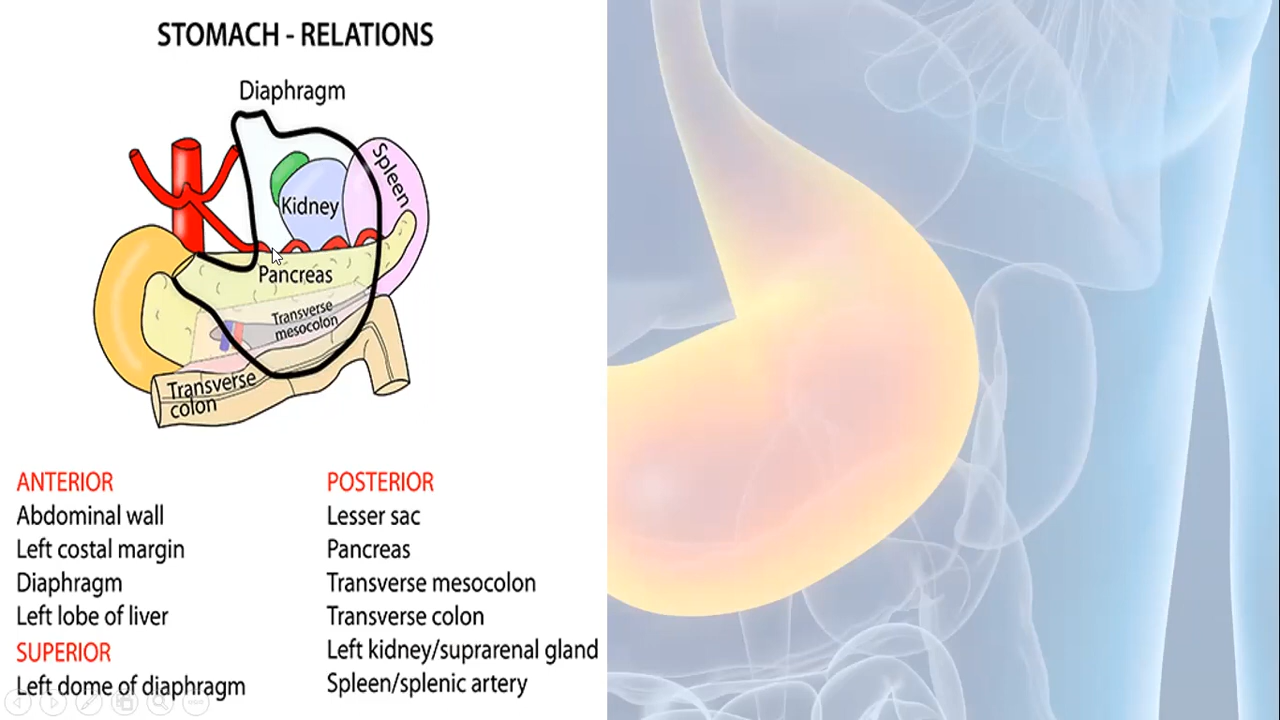 STOMACH - RELATIONS
Diaphragm
Spleen
Kidney
Pancreas
Transverse
mesocolon
Transverse
colon
ANTERIOR
Abdominal wall
Left costal margin
Diaphragm
Left lobe of liver
SUPERIOR
Left dome of diaphragm
POSTERIOR
Lesser sac
Pancreas
Transverse mesocolon
Transverse colon
Left kidney/suprarenal gland
Spleen/splenic artery